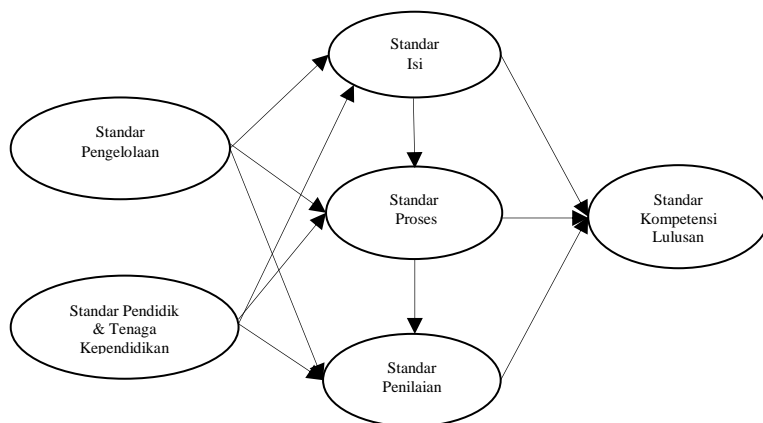 Standar
Isi
Standar
Pengelolaan
Standar
Proses
Standar
Kompetensi
Lulusan
Standar Pendidik
& Tenaga
Kependidikan
Standar
Penilaian